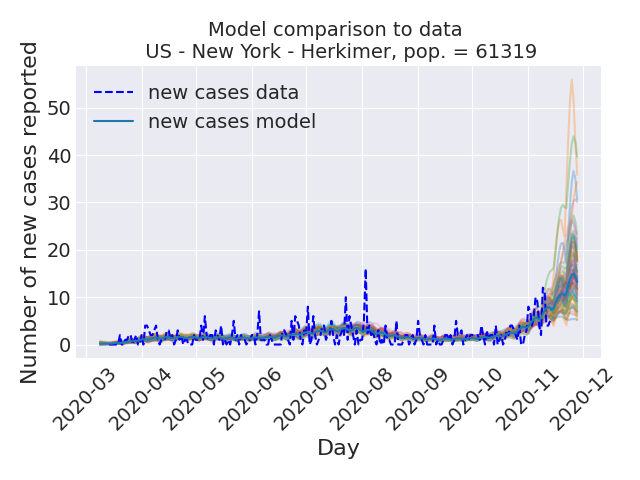 Model comparison to data
US - New York - Herkimer, pop. = 61319
Number of new cases reported
new cases data
new cases model
50
40
30
20
10
0
2020-03
2020-04
2020-05
2020-06
2020-07
2020-08
2020-09
2020-10
2020-11
2020-12
Day